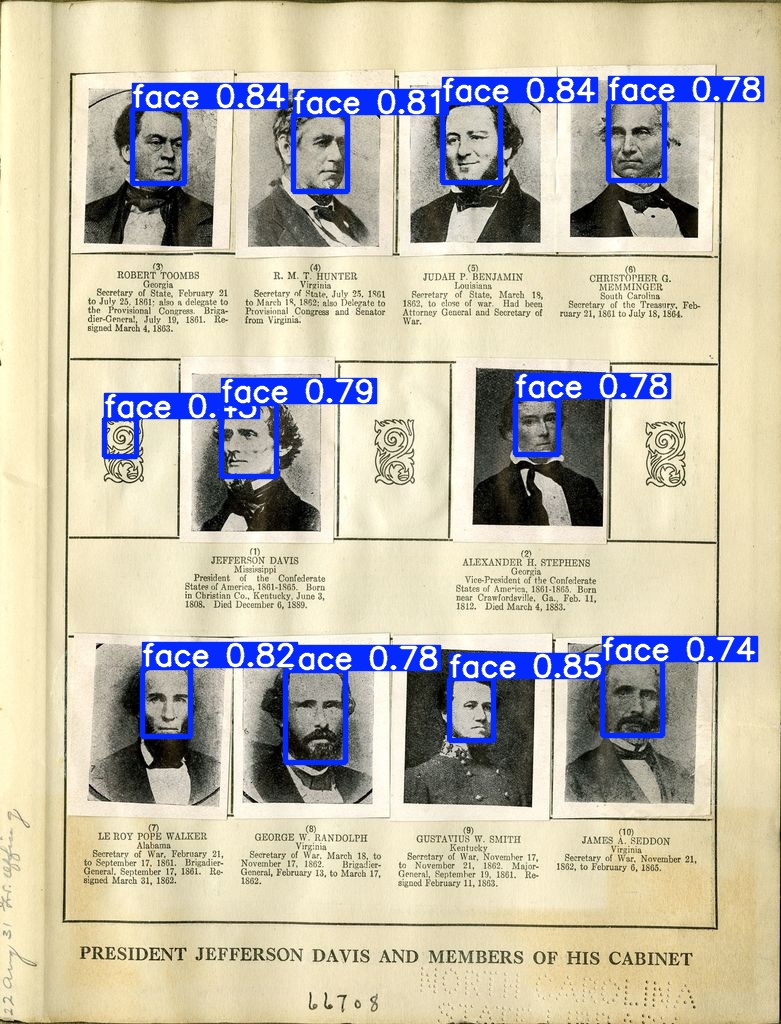 face 0.84
face 0.81
face 0.84
face 0.78
(3)
ROBERT TOOMBS
Georgia
Secretary of State, February 21
to July 25, 1861; also a delegate to
the Provisional Congress. Briga-
dier-General, July 19, 1861. Re-
signed March 4, 1863.
(4)
R. M. T. HUNTER
Virginia
Secretary of State, July 25, 1861
to March 18, 1862; also Delegate to
Provisional Congress and Senator
from Virginia.
(5)
JUDAH P. BENJAMIN
Louisiana
Secretary of State, March 18,
1862, to close of war. Had been
Attorney General and Secretary of
War.
(6)
CHRISTOPHER G.
MEMMINGER
South Carolina
Secretary of the Treasury, Feb-
ruary 21, 1861 to July 18, 1864.
face 0.45
face 0.79
face 0.78
(1)
JEFFERSON DAVIS
Mississippi
President of the Confederate
States of America, 1861-1865. Born
in Christian Co., Kentucky, June 3,
1808. Died December 6, 1889.
(2)
ALEXANDER H. STEPHENS
Georgia
Vice-President of the Confederate
States of America, 1861-1865. Born
near Crawfordsville, Ga., Feb. 11,
1812. Died March 4, 1883.
face 0.82
ace 0.78
face 0.85
face 0.74
(7)
LE ROY POPE WALKER
Alabama
Secretary of War, February 21,
to September 17, 1861. Brigadier-
General, September 17, 1861. Re-
signed March 31, 1862.
(8)
GEORGE W. RANDOLPH
Virginia
Secretary of War, March 18, to
November 17, 1862. Brigadier-
General, February 13, to March 17,
1862.
(9)
GUSTAVIUS W. SMITH
Kentucky
Secretary of War, November 17,
to November 21, 1862. Major-
General, September 19, 1861. Re-
signed February 11, 1863.
(10)
JAMES A. SEDDON
Virginia
Secretary of War, November 21,
1862, to February 6, 1865.
PRESIDENT JEFFERSON DAVIS AND MEMBERS OF HIS CABINET
66708
NORTH CAROLINA
22 Aug 31